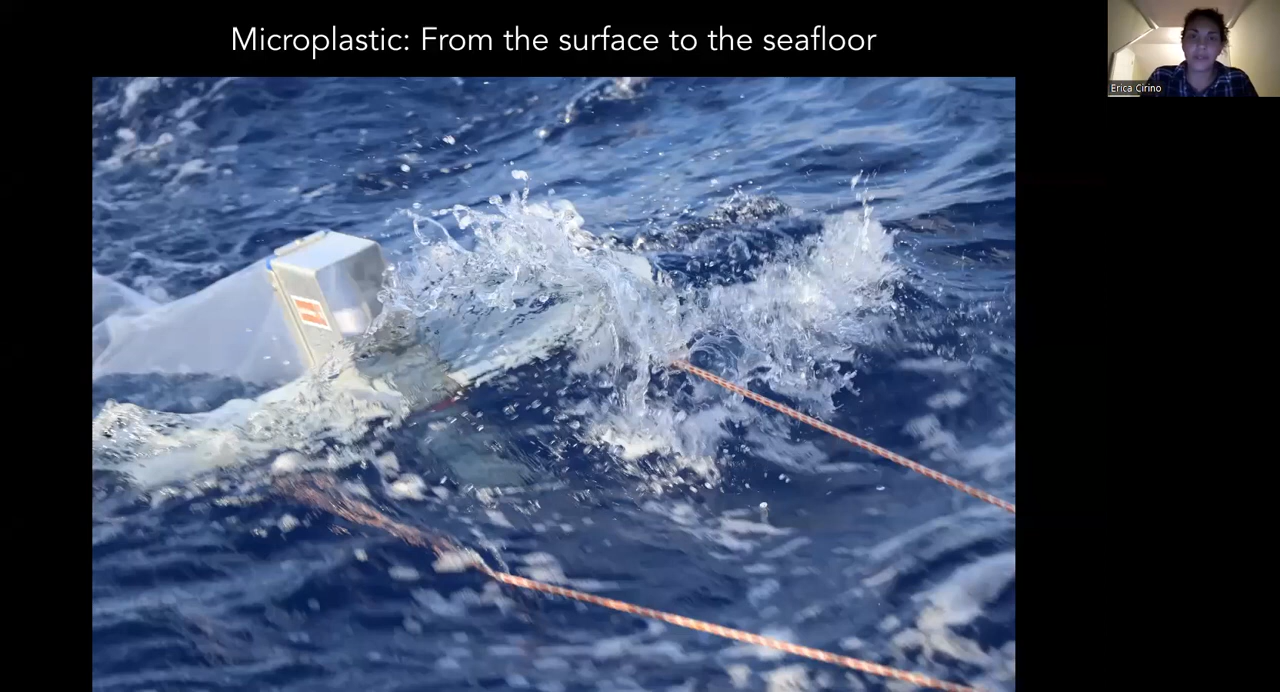 Microplastic: From the surface to the seafloor
Erica Cirino